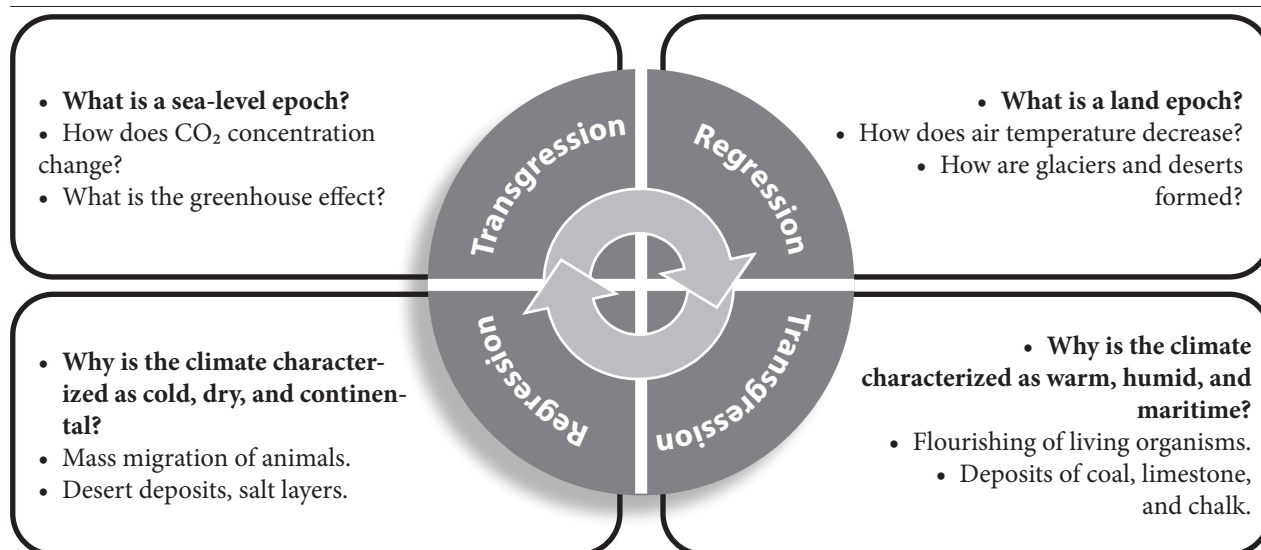 • What is a sea-level epoch?
• How does CO₂ concentration
change?
• What is the greenhouse effect?
Transgression
Regression
• What is a land epoch?
• How does air temperature decrease?
• How are glaciers and deserts
formed?
• Why is the climate character-
ized as cold, dry, and continen-
tal?
• Mass migration of animals.
• Desert deposits, salt layers.
Regression
Transgression
• Why is the climate
characterized as warm, humid, and
maritime?
• Flourishing of living organisms.
• Deposits of coal, limestone,
and chalk.